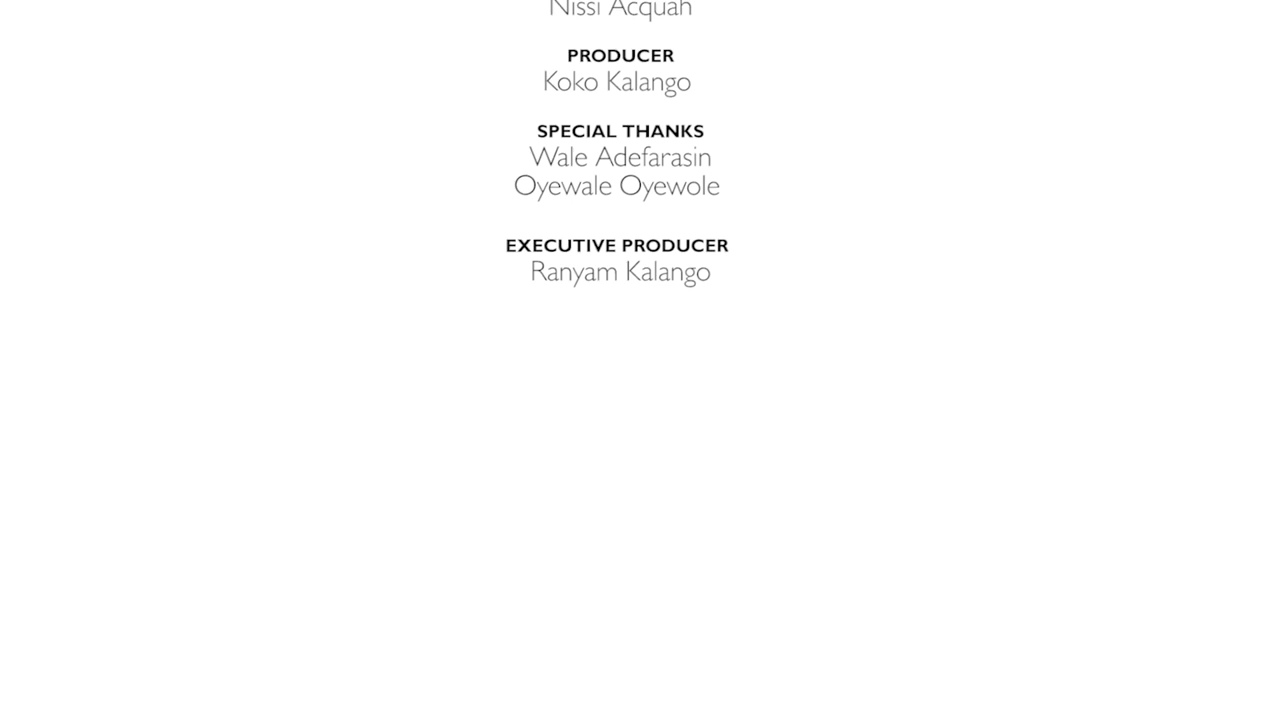 Nissi Acquah
PRODUCER
Koko Kalango
SPECIAL THANKS
Wale Adefarasin
Oyewale Oyewole
EXECUTIVE PRODUCER
Ranyam Kalango